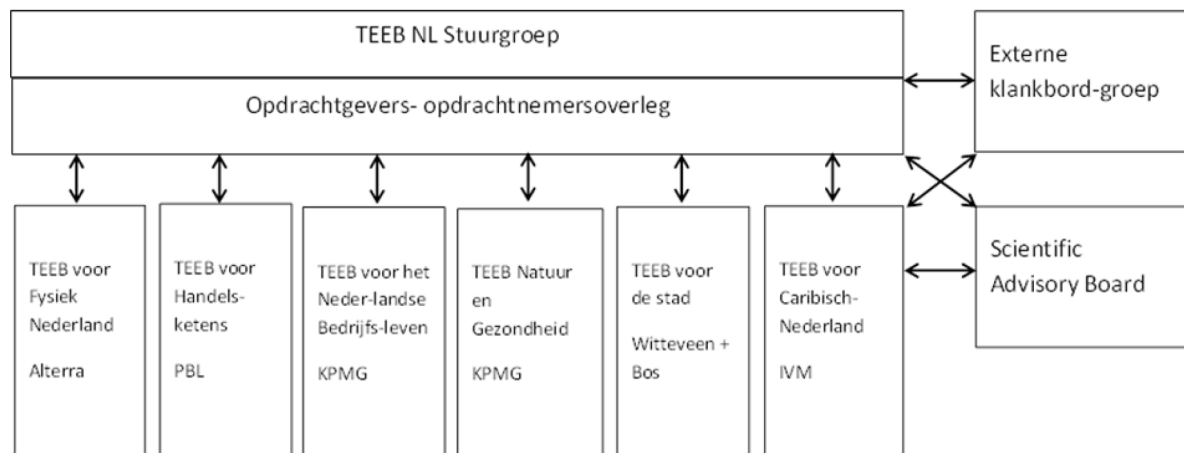 TEEB NL Stuurgroep
Opdrachtgevers- opdrachtnemersoverleg
Externe
klankbord-groep
TEEB voor
Fysiek
Nederland
Alterra
TEEB voor
Handels-
ketens
PBL
TEEB voor het
Neder-landse
Bedrijfs-leven
KPMG
TEEB Natuur
en
Gezondheid
KPMG
TEEB voor
de stad
Witteveen +
Bos
TEEB voor
Caribisch-
Nederland
IVM
Scientific
Advisory Board